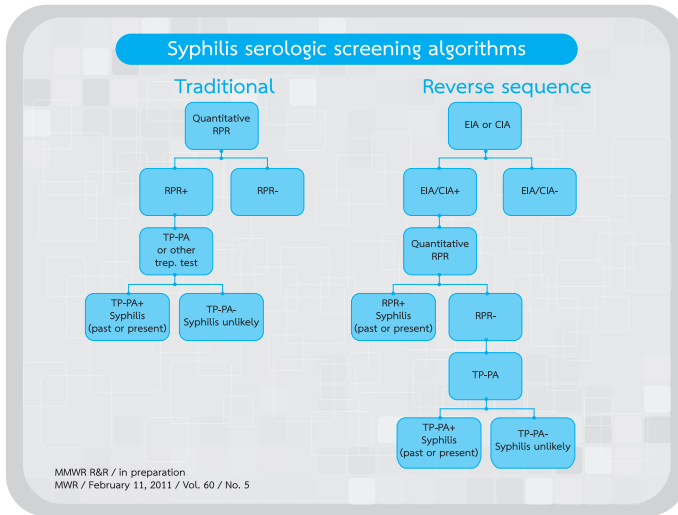 Syphilis serologic screening algorithms
Traditional
Quantitative
RPR
RPR+
RPR-
TP-PA
or other
trep. test
TP-PA+
Syphilis
(past or present)
TP-PA-
Syphilis unlikely
Reverse sequence
EIA or CIA
EIA/CIA+
EIA/CIA-
Quantitative
RPR
RPR+
Syphilis
(past or present)
RPR-
TP-PA
TP-PA+
Syphilis
(past or present)
TP-PA-
Syphilis unlikely
MMWR R&R / in preparation
MWR / February 11, 2011 / Vol. 60 / No. 5